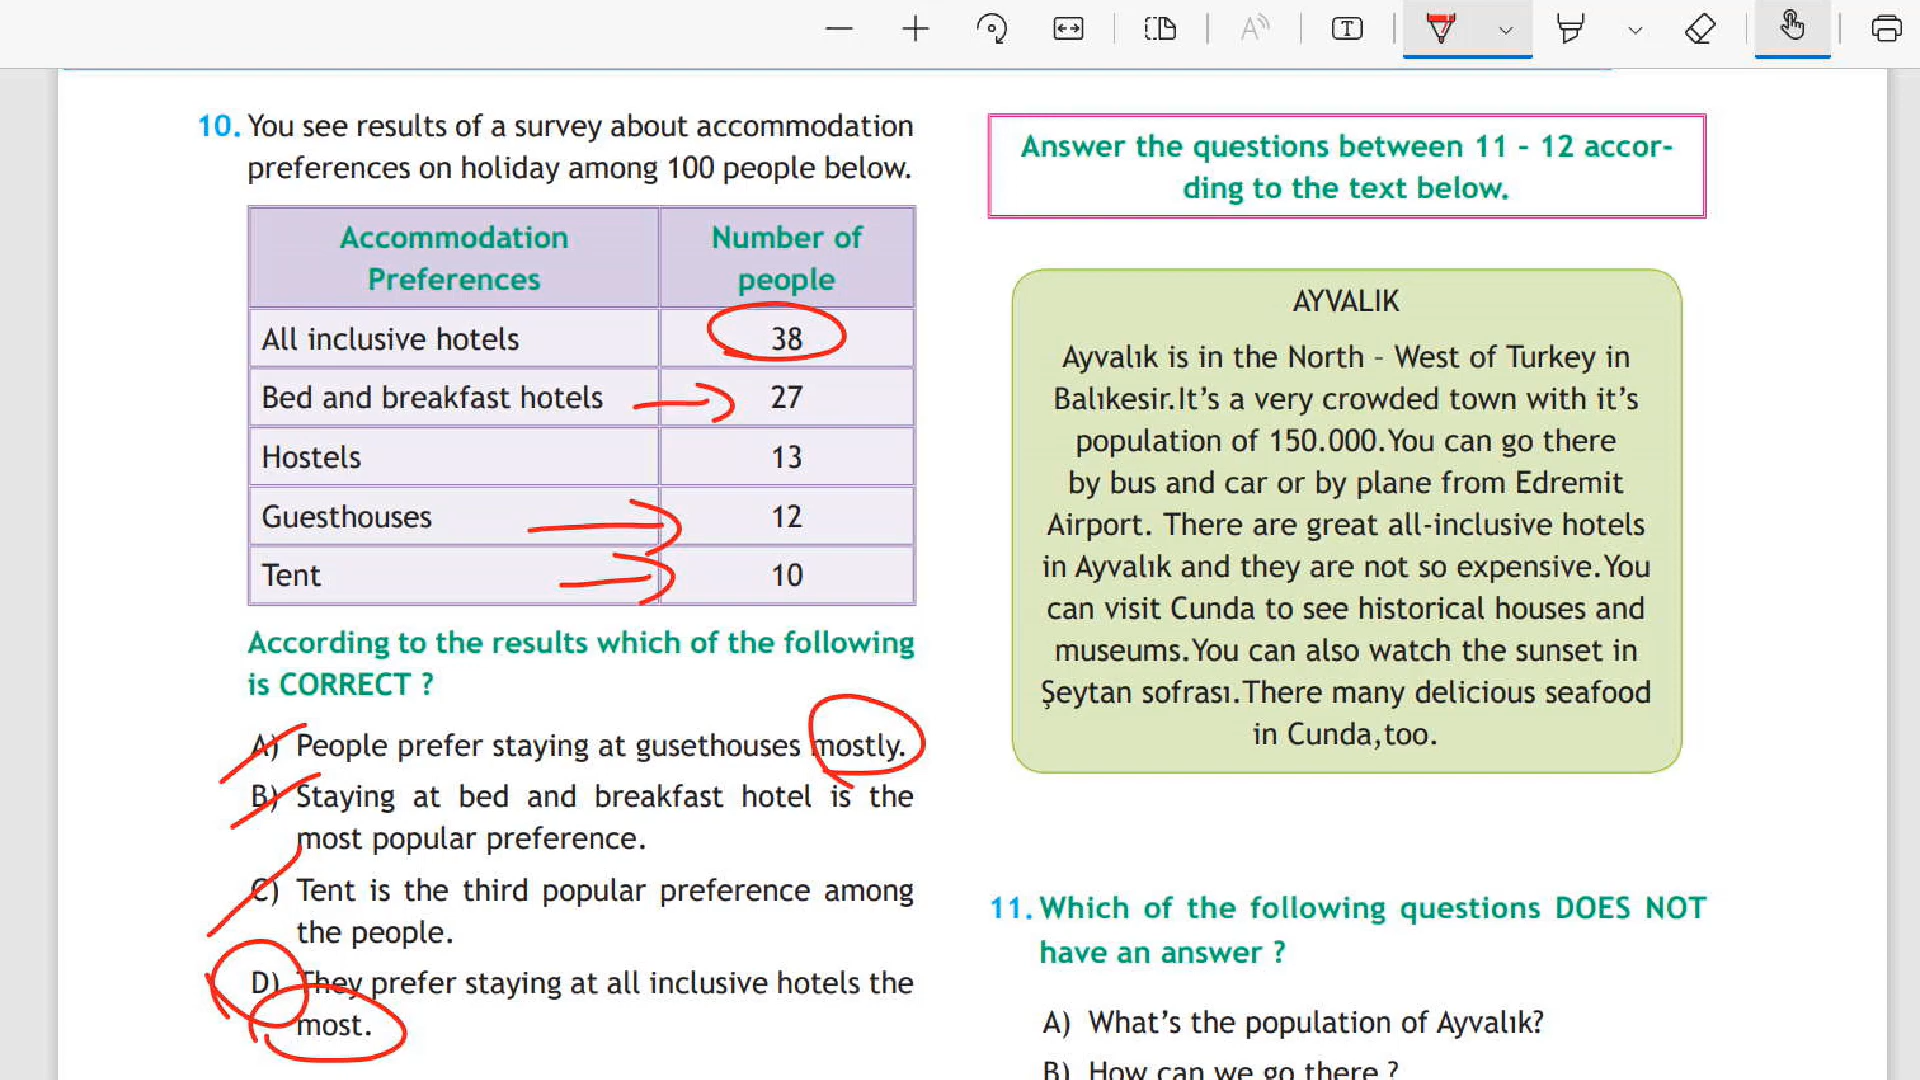 10. You see results of a survey about accommodation
preferences on holiday among 100 people below.
Accommodation Preferences
Number of people
All inclusive hotels 38
Bed and breakfast hotels 27
Hostels 13
Guesthouses 12
Tent 10
According to the results which of the following
is CORRECT ?
A) People prefer staying at gusethouses mostly.
B) Staying at bed and breakfast hotel is the
most popular preference.
C) Tent is the third popular preference among
the people.
D) They prefer staying at all inclusive hotels the
most.
Answer the questions between 11 - 12 accor-
ding to the text below.
AYVALIK
Ayvalık is in the North - West of Turkey in
Balıkesir.It's a very crowded town with it's
population of 150.000.You can go there
by bus and car or by plane from Edremit
Airport. There are great all-inclusive hotels
in Ayvalık and they are not so expensive.You
can visit Cunda to see historical houses and
museums.You can also watch the sunset in
Şeytan sofrası.There many delicious seafood
in Cunda,too.
11. Which of the following questions DOES NOT
have an answer ?
A) What's the population of Ayvalık?
B) How can we go there ?